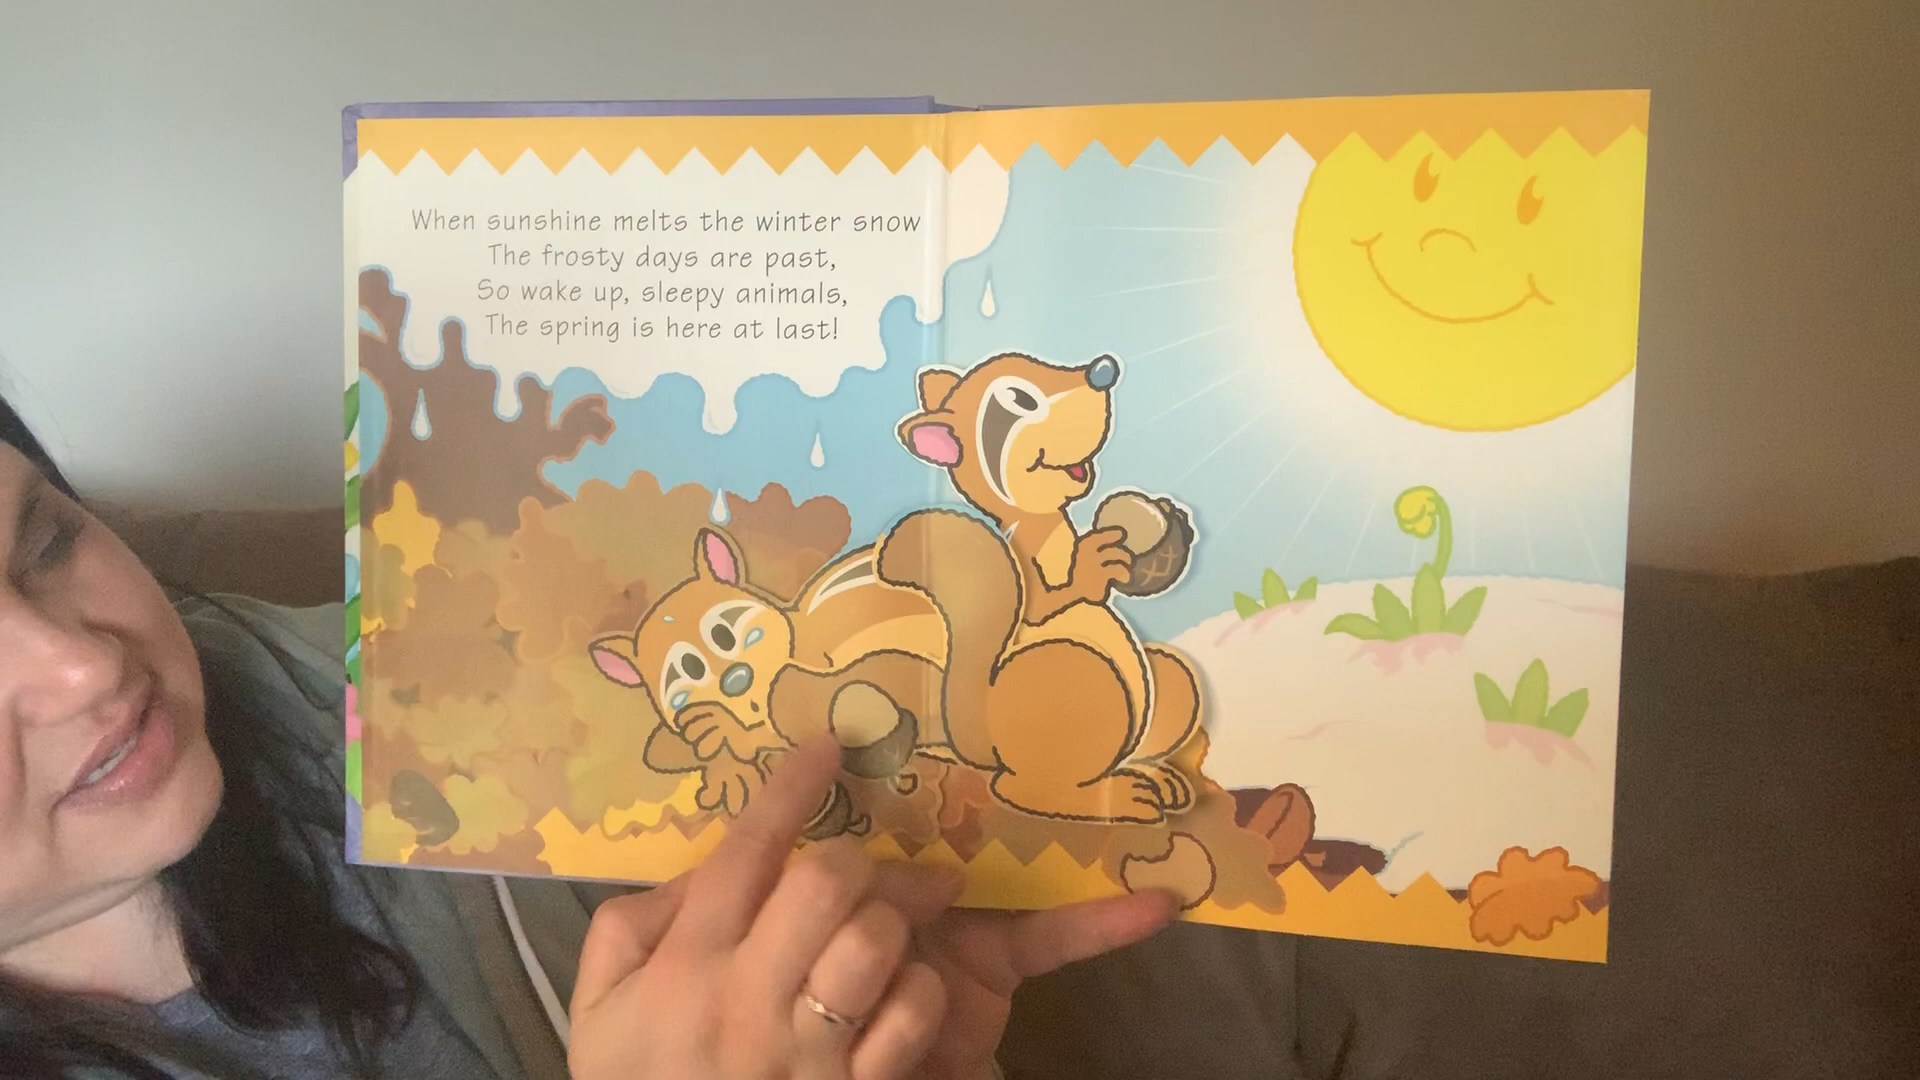 When sunshine melts the winter snow
The frosty days are past,
So wake up, sleepy animals,
The spring is here at last!